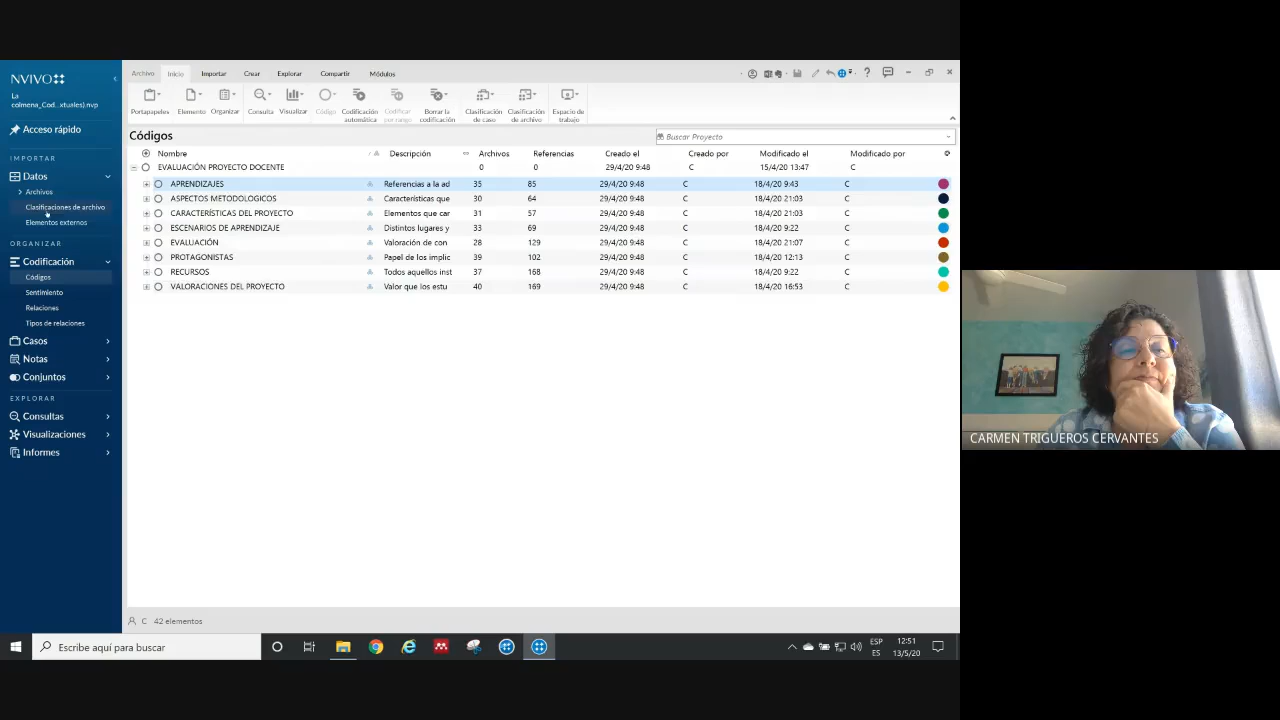 NVIVO
La
colmena_Cod...xtuales).nvp
Acceso rápido
IMPORTAR
Datos
Archivos
Clasificaciones de archivo
Elementos externos
ORGANIZAR
Codificación
Códigos
Sentimiento
Relaciones
Tipos de relaciones
Casos
Notas
Conjuntos
EXPLORAR
Consultas
Visualizaciones
Informes
Archivo Inicio Importar Crear Explorar Compartir Módulos
Portapapeles Elemento Organizar Consulta Visualizar Código Codificación automática Codificar por rango Borrar la codificación Clasificación de caso Clasificación de archivo Espacio de trabajo
Códigos
Buscar Proyecto
Nombre Descripción Archivos Referencias Creado el Creado por Modificado el Modificado por
EVALUACIÓN PROYECTO DOCENTE 0 0 29/4/20 9:48 C 15/4/20 13:47 C
APRENDIZAJES Referencias a la ad 35 85 29/4/20 9:48 C 18/4/20 9:43 C
ASPECTOS METODOLOGICOS Características que 30 64 29/4/20 9:48 C 18/4/20 21:03 C
CARACTERÍSTICAS DEL PROYECTO Elementos que car 31 57 29/4/20 9:48 C 18/4/20 21:03 C
ESCENARIOS DE APRENDIZAJE Distintos lugares y 33 69 29/4/20 9:48 C 18/4/20 9:22 C
EVALUACIÓN Valoración de con 28 129 29/4/20 9:48 C 18/4/20 21:07 C
PROTAGONISTAS Papel de los implic 39 102 29/4/20 9:48 C 18/4/20 12:13 C
RECURSOS Todos aquellos inst 37 168 29/4/20 9:48 C 18/4/20 9:22 C
VALORACIONES DEL PROYECTO Valor que los estu 40 169 29/4/20 9:48 C 18/4/20 16:53 C
C 42 elementos
Escribe aquí para buscar
ESP
ES
12:51
13/5/20
CARMEN TRIGUEROS CERVANTES